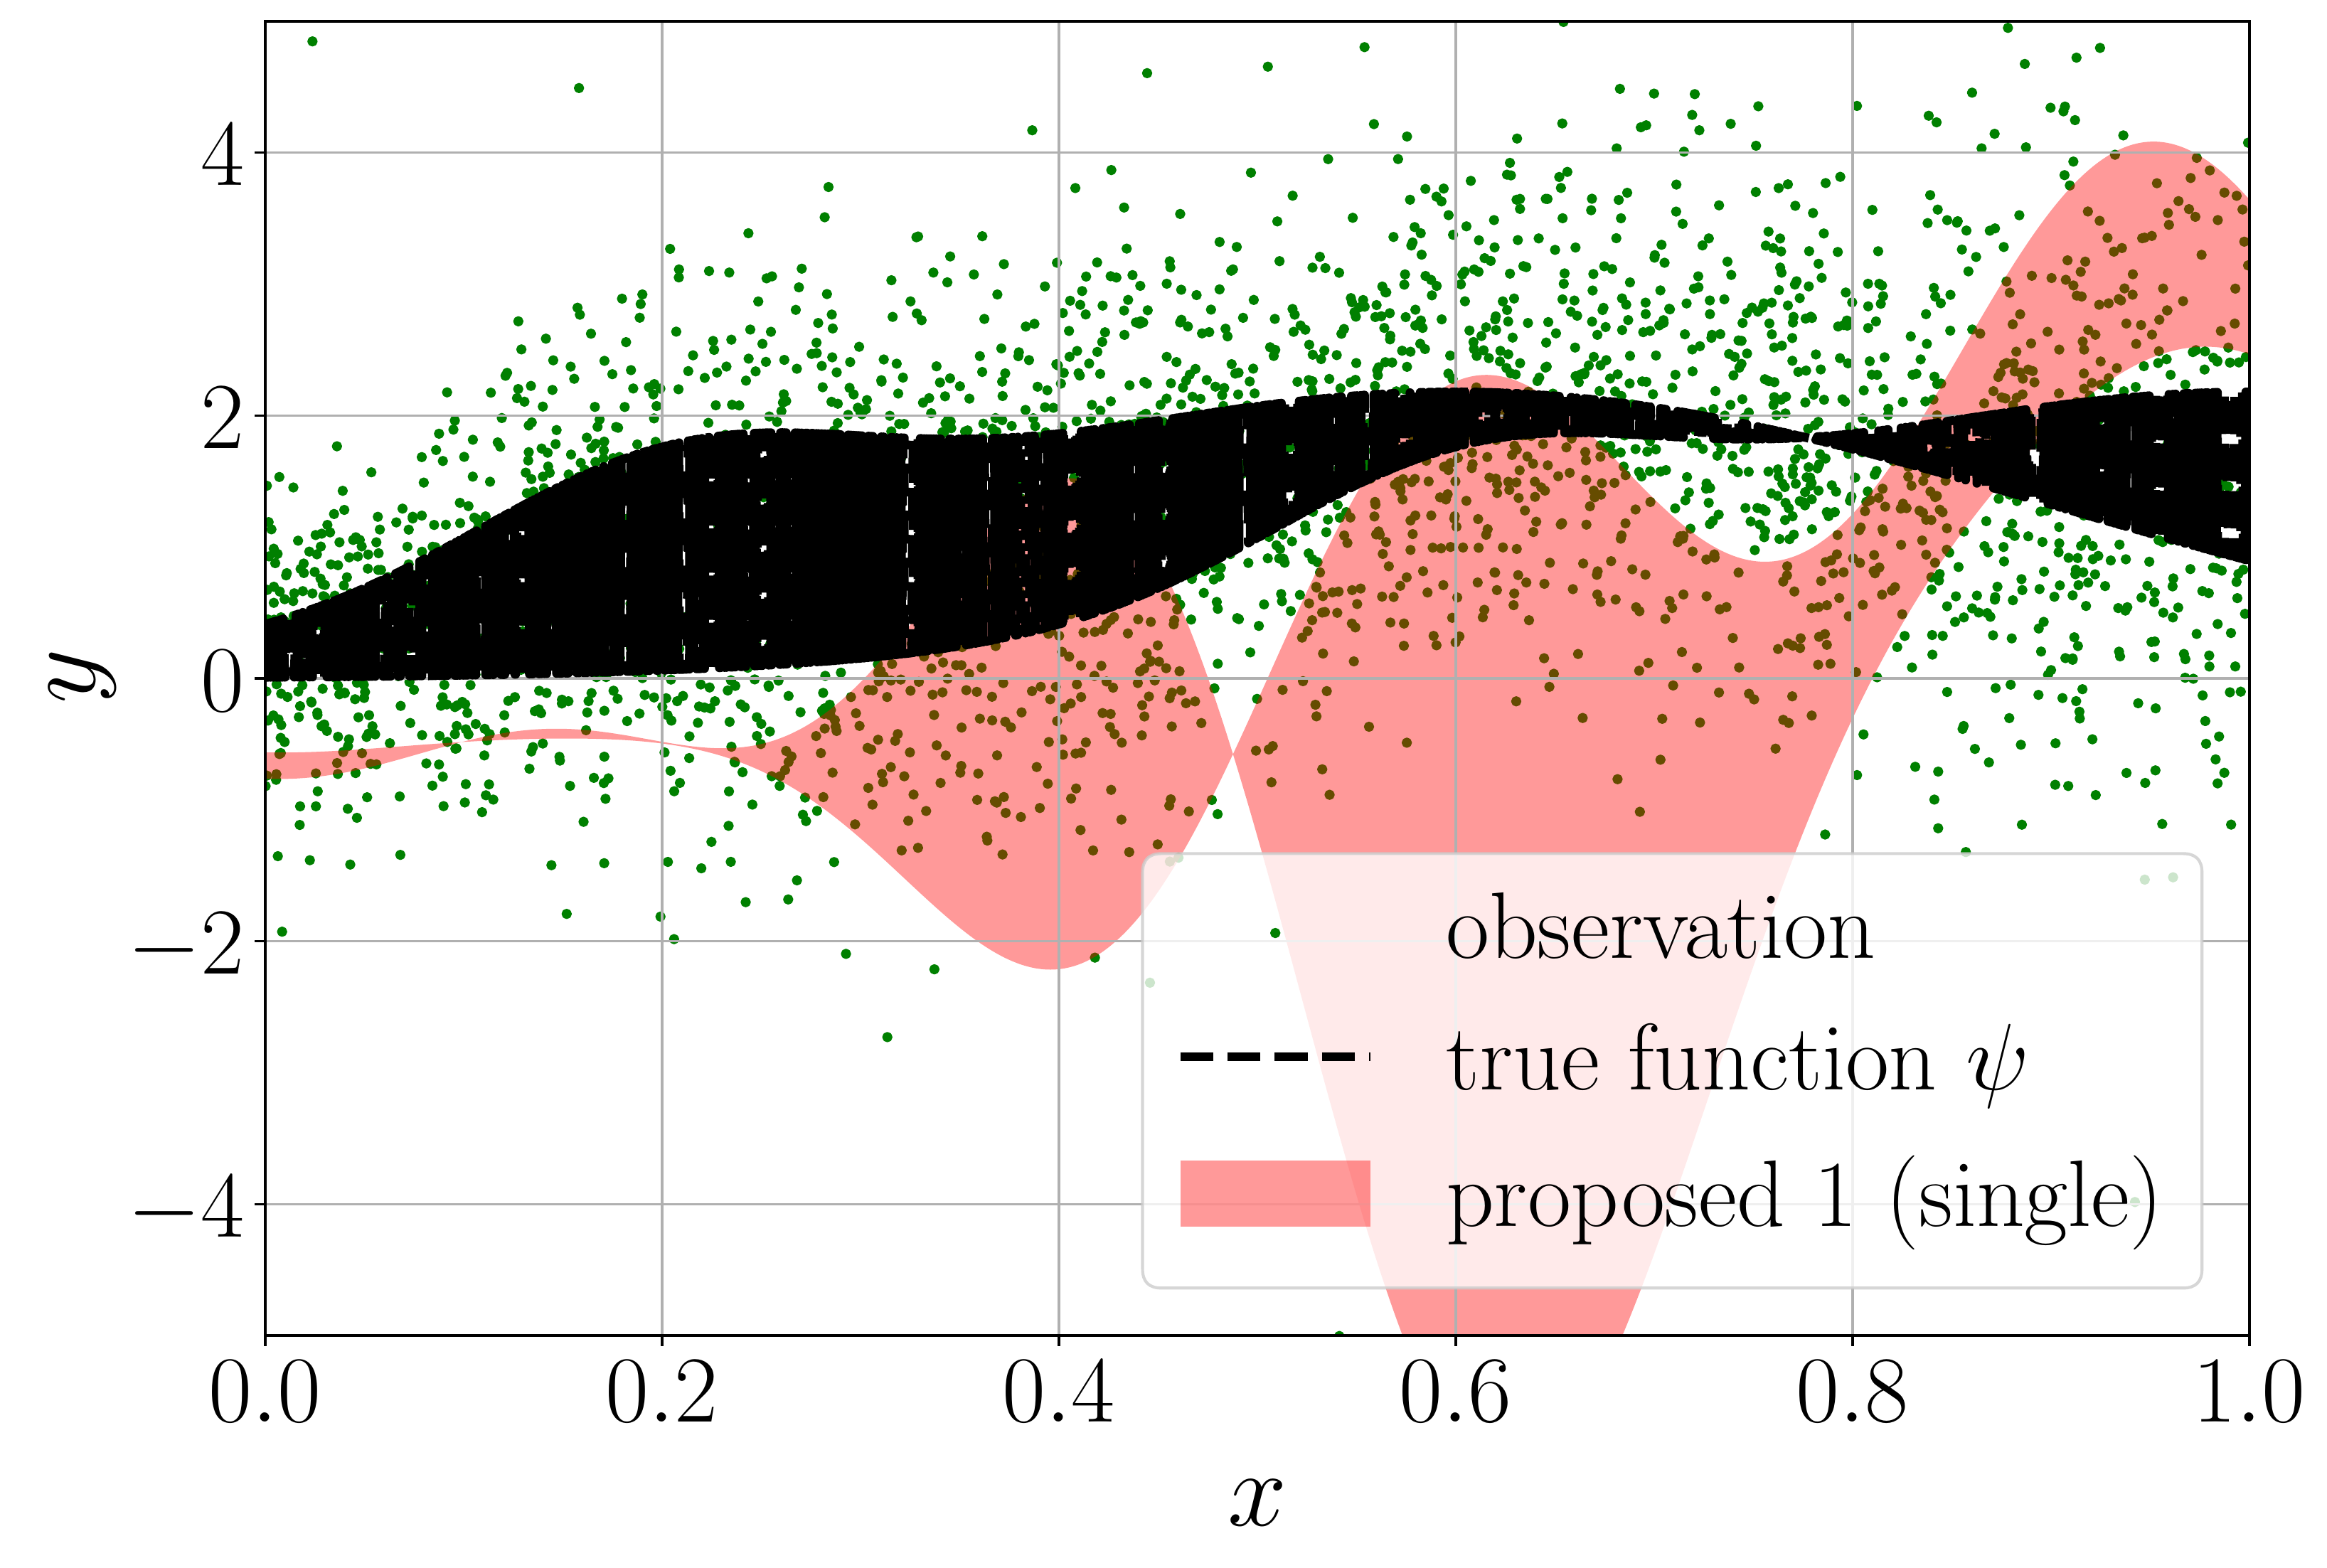 4
2
0
−2
−4
y
observation
true function ψ
proposed 1 (single)
0.0 0.2 0.4 0.6 0.8 1.0
x